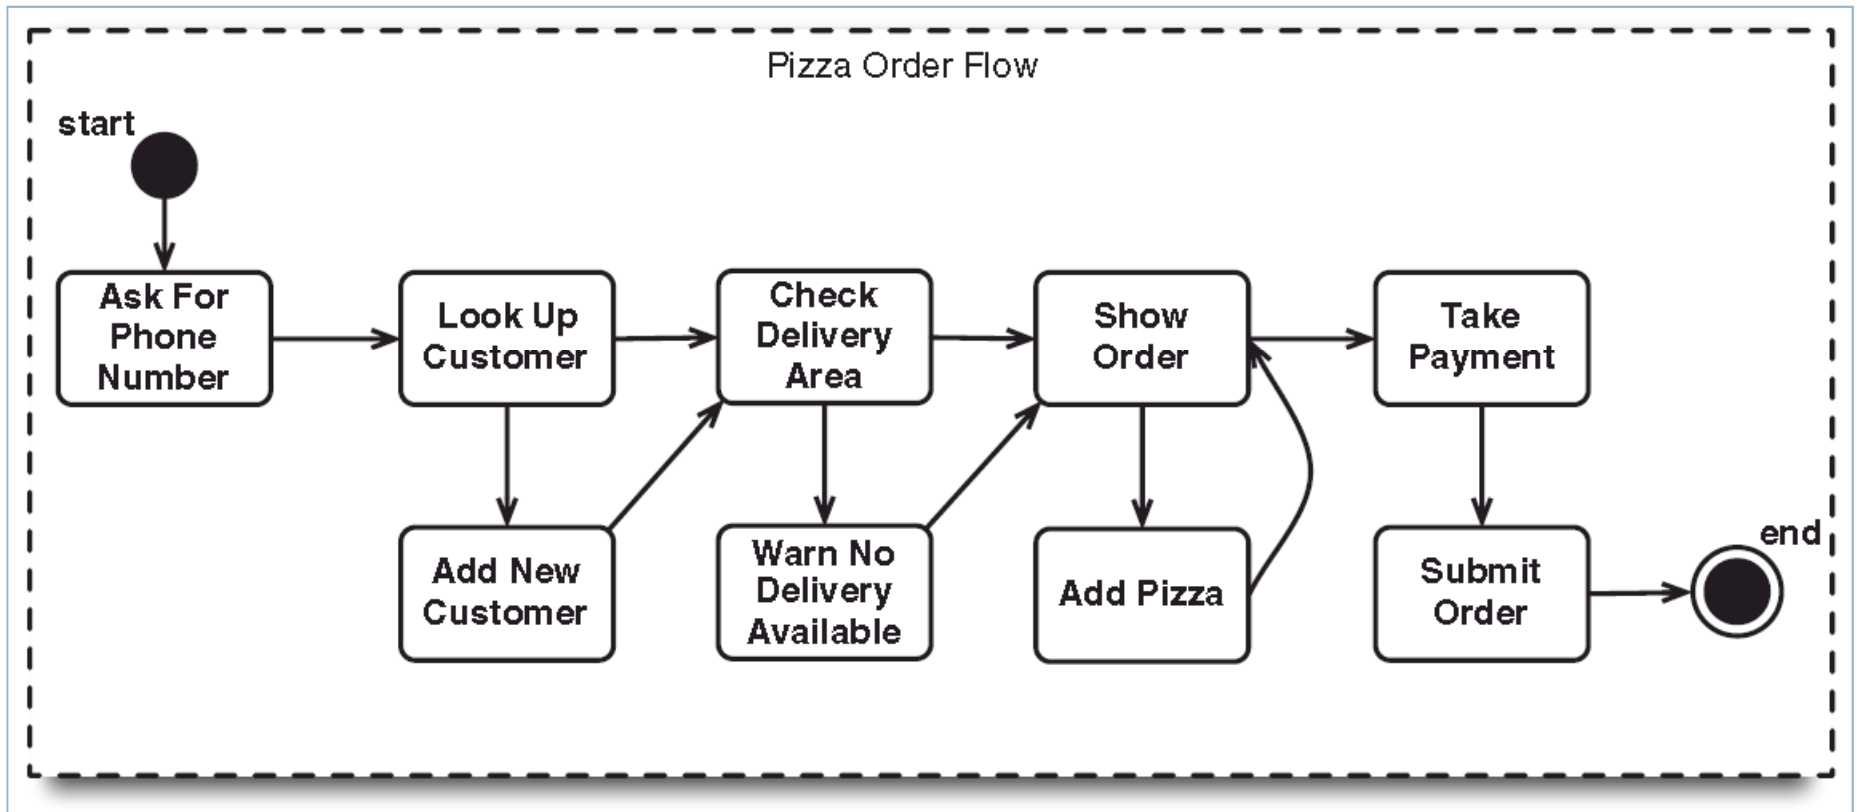 Pizza Order Flow
start
Ask For
Phone
Number
Look Up
Customer
Check
Delivery
Area
Show
Order
Take
Payment
Add New
Customer
Warn No
Delivery
Available
Add Pizza
Submit
Order
end